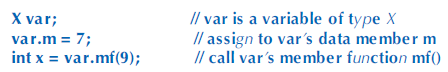 X var; // var is a variable of type X
var.m = 7; // assign to var's data member m
int x = var.mf(9); // call var's member function mf()